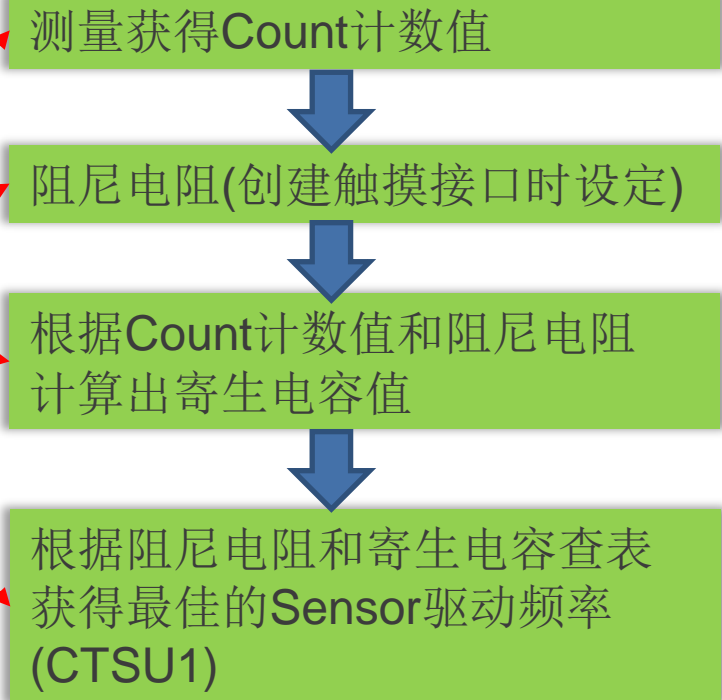 测量获得Count计数值
阻尼电阻(创建触摸接口时设定)
根据Count计数值和阻尼电阻
计算出寄生电容值
根据阻尼电阻和寄生电容查表
获得最佳的Sensor驱动频率
(CTSU1)